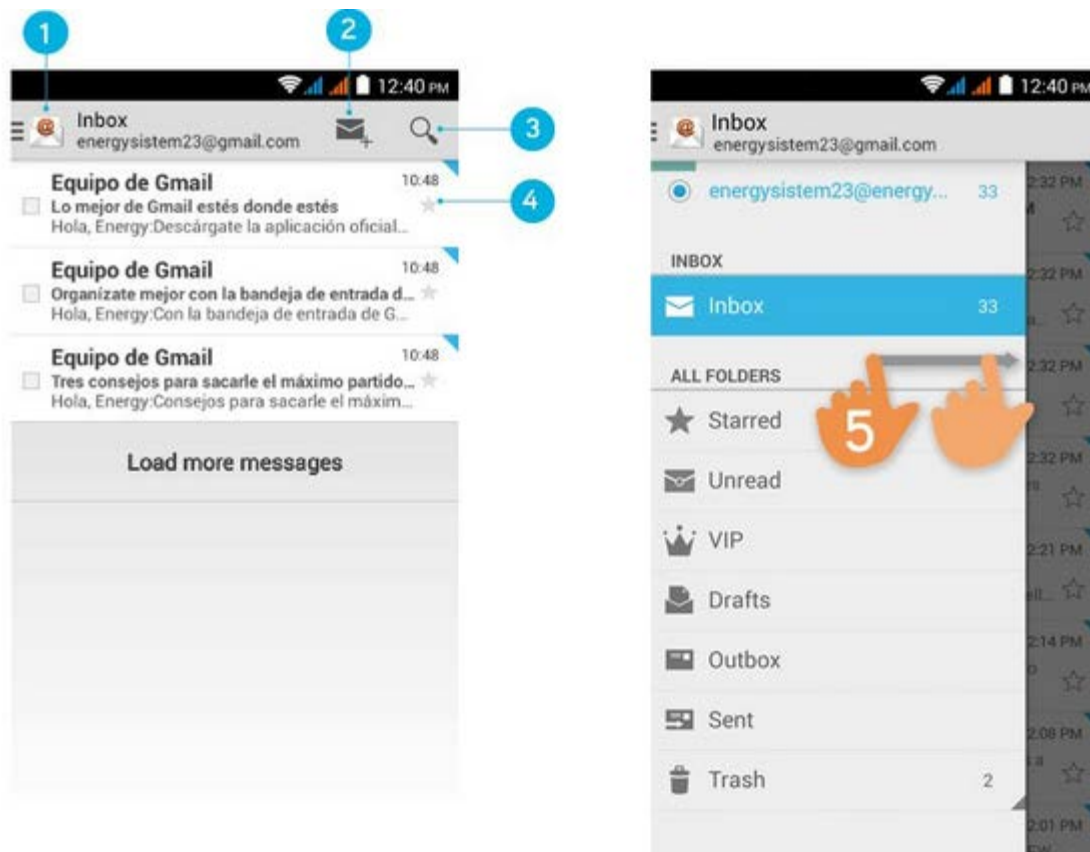 1
2
12:40 PM
Inbox
energysistem23@gmail.com
3
Equipo de Gmail
10:48
Lo mejor de Gmail estés donde estés
4
Hola, Energy:Descárgate la aplicación oficial...
Equipo de Gmail
10:48
Organízate mejor con la bandeja de entrada d...
Hola, Energy:Con la bandeja de entrada de G...
Equipo de Gmail
10:48
Tres consejos para sacarle el máximo partido...
Hola, Energy:Consejos para sacarle el máxim...
Load more messages
12:40 PM
Inbox
energysistem23@gmail.com
energysistem23@energy... 33
2:32 PM
INBOX
2:32 PM
Inbox 33
2:32 PM
ALL FOLDERS
Starred
5
2:32 PM
Unread
VIP
2:21 PM
Drafts
ell...
2:14 PM
Outbox
Sent
2:08 PM
Trash 2
2:01 PM